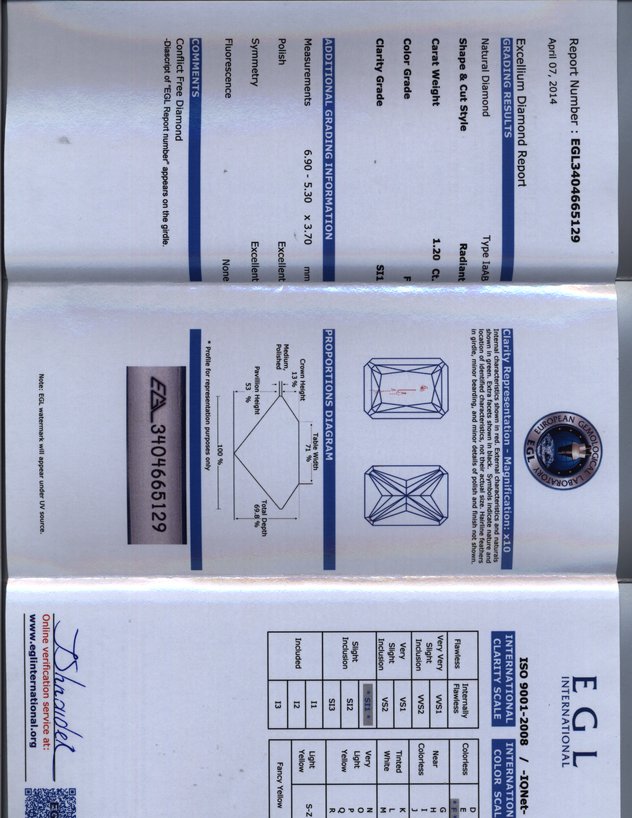 Report Number : EGL3404665129
April 07, 2014
Excellium Diamond Report
GRADING RESULTS
Natural Diamond Type IaAB
Shape & Cut Style Radiant
Carat Weight 1.20 Ct.
Color Grade F
Clarity Grade SI1
ADDITIONAL GRADING INFORMATION
Measurements 6.90 - 5.30 x 3.70 mm
Polish Excellent
Symmetry Excellent
Fluorescence None
COMMENTS
Conflict Free Diamond
-Diascript of "EGL Report number" appears on the girdle.
EUROPEAN GEMOLOGICAL LABORATORY
EGL
Clarity Representation - Magnification: x10
Internal characteristics shown in red. External characteristics and naturals
shown in green. Extra facets shown in black. Symbols indicate nature and
location of identified characteristics, not their actual size. Hairline feathers
in girdle, minor bearding, and minor details of polish and finish not shown.
PROPORTIONS DIAGRAM
Table Width
71 %
Crown Height
13 %
Medium,
Polished
Pavillion Height
53 %
Total Depth
69.8 %
100 %
* Profile for representation purposes only
3404665129
Note: EGL watermark will appear under UV source.
EGL
INTERNATIONAL
ISO 9001-2008 / -IQNet-
INTERNATIONAL
CLARITY SCALE
Flawless
Internally
Flawless
Very Very
Slight
Inclusion
VVS1
VVS2
Very
Slight
Inclusion
VS1
VS2
Slight
Inclusion
* SI1 *
SI2
SI3
Included
I1
I2
I3
INTERNATION
COLOR SCAL
Colorless
D
E
* F *
Near
Colorless
G
H
I
J
Tinted
White
K
L
M
Very
Light
Yellow
N
O
P
Q
R
Light
Yellow
S-Z
Fancy Yellow
Online verification service at:
www.eglinternational.org
EG